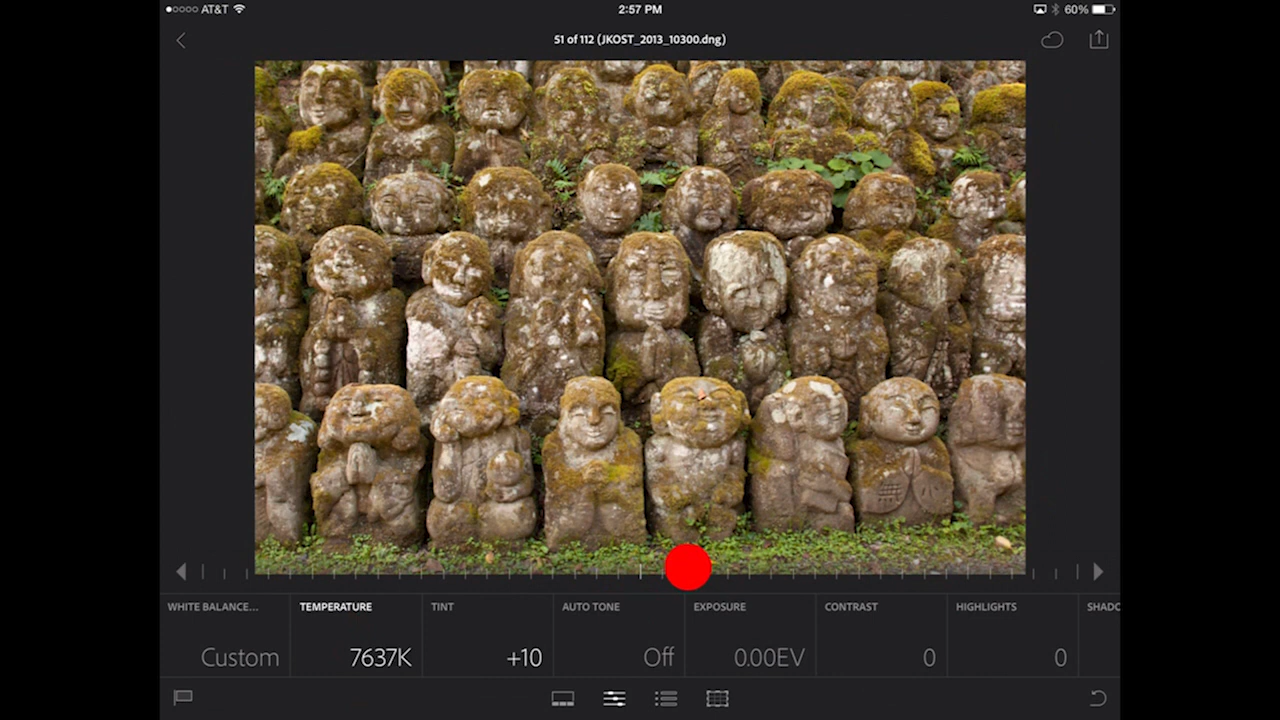 AT&T 2:57 PM 60%
51 of 112 (JKOST_2013_10300.dng)
WHITE BALANCE... TEMPERATURE TINT AUTO TONE EXPOSURE CONTRAST HIGHLIGHTS SHADO
Custom 7637K +10 Off 0.00EV 0 0